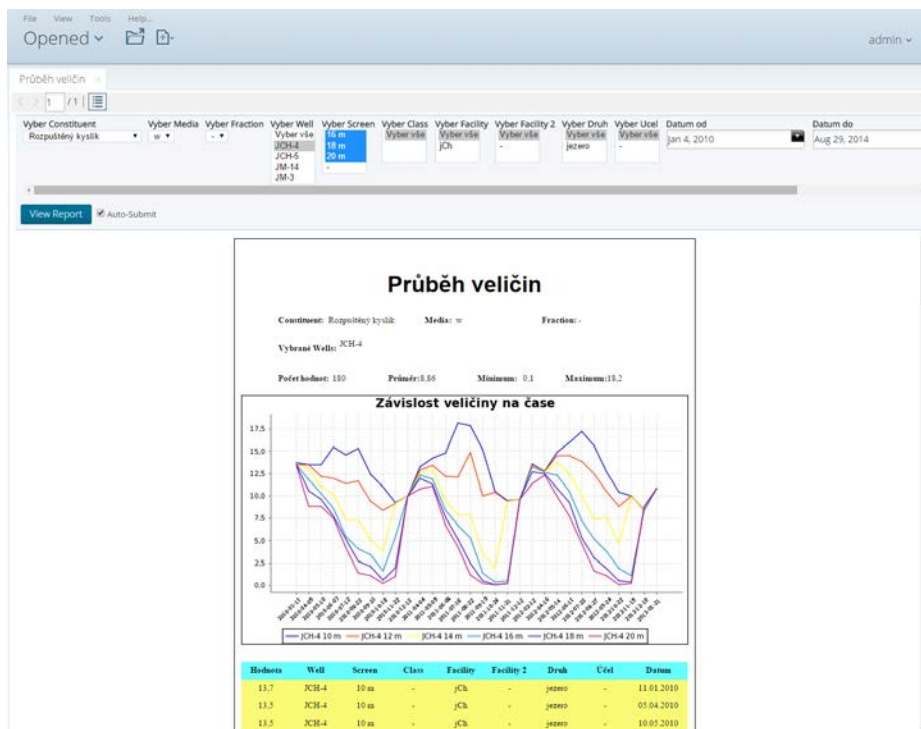 File View Tools Help...
Opened
admin
Průběh veličin
1 / 1
Vyber Constituent Vyber Media Vyber Fraction Vyber Well Vyber Screen Vyber Class Vyber Facility Vyber Facility 2 Vyber Druh Vyber Ucel Datum od Datum do
Rozpuštěný kyslík w - Vyber vše 16 m Vyber vše Vyber vše Vyber vše Vyber vše Vyber vše Jan 4, 2010 Aug 29, 2014
JCH-4 18 m jCh - jezero -
JCH-5 20 m
JM-14 -
JM-3
View Report Auto-Submit
Průběh veličin
Constituent: Rozpuštěný kyslík Media: w Fraction: -
Vybrané Wells: JCH-4
Počet hodnot: 180 Průměr:8,86 Minimum: 0,1 Maximum:18,2
Závislost veličiny na čase
17,5
15,0
12,5
10,0
7,5
5,0
2,5
0,0
JCH-4 10 m JCH-4 12 m JCH-4 14 m JCH-4 16 m JCH-4 18 m JCH-4 20 m
Hodnota Well Screen Class Facility Facility 2 Druh Účel Datum
13,7 JCH-4 10 m - jCh - jezero - 11.01.2010
13,5 JCH-4 10 m - jCh - jezero - 05.04.2010
13,5 JCH-4 10 m - jCh - jezero - 10.05.2010